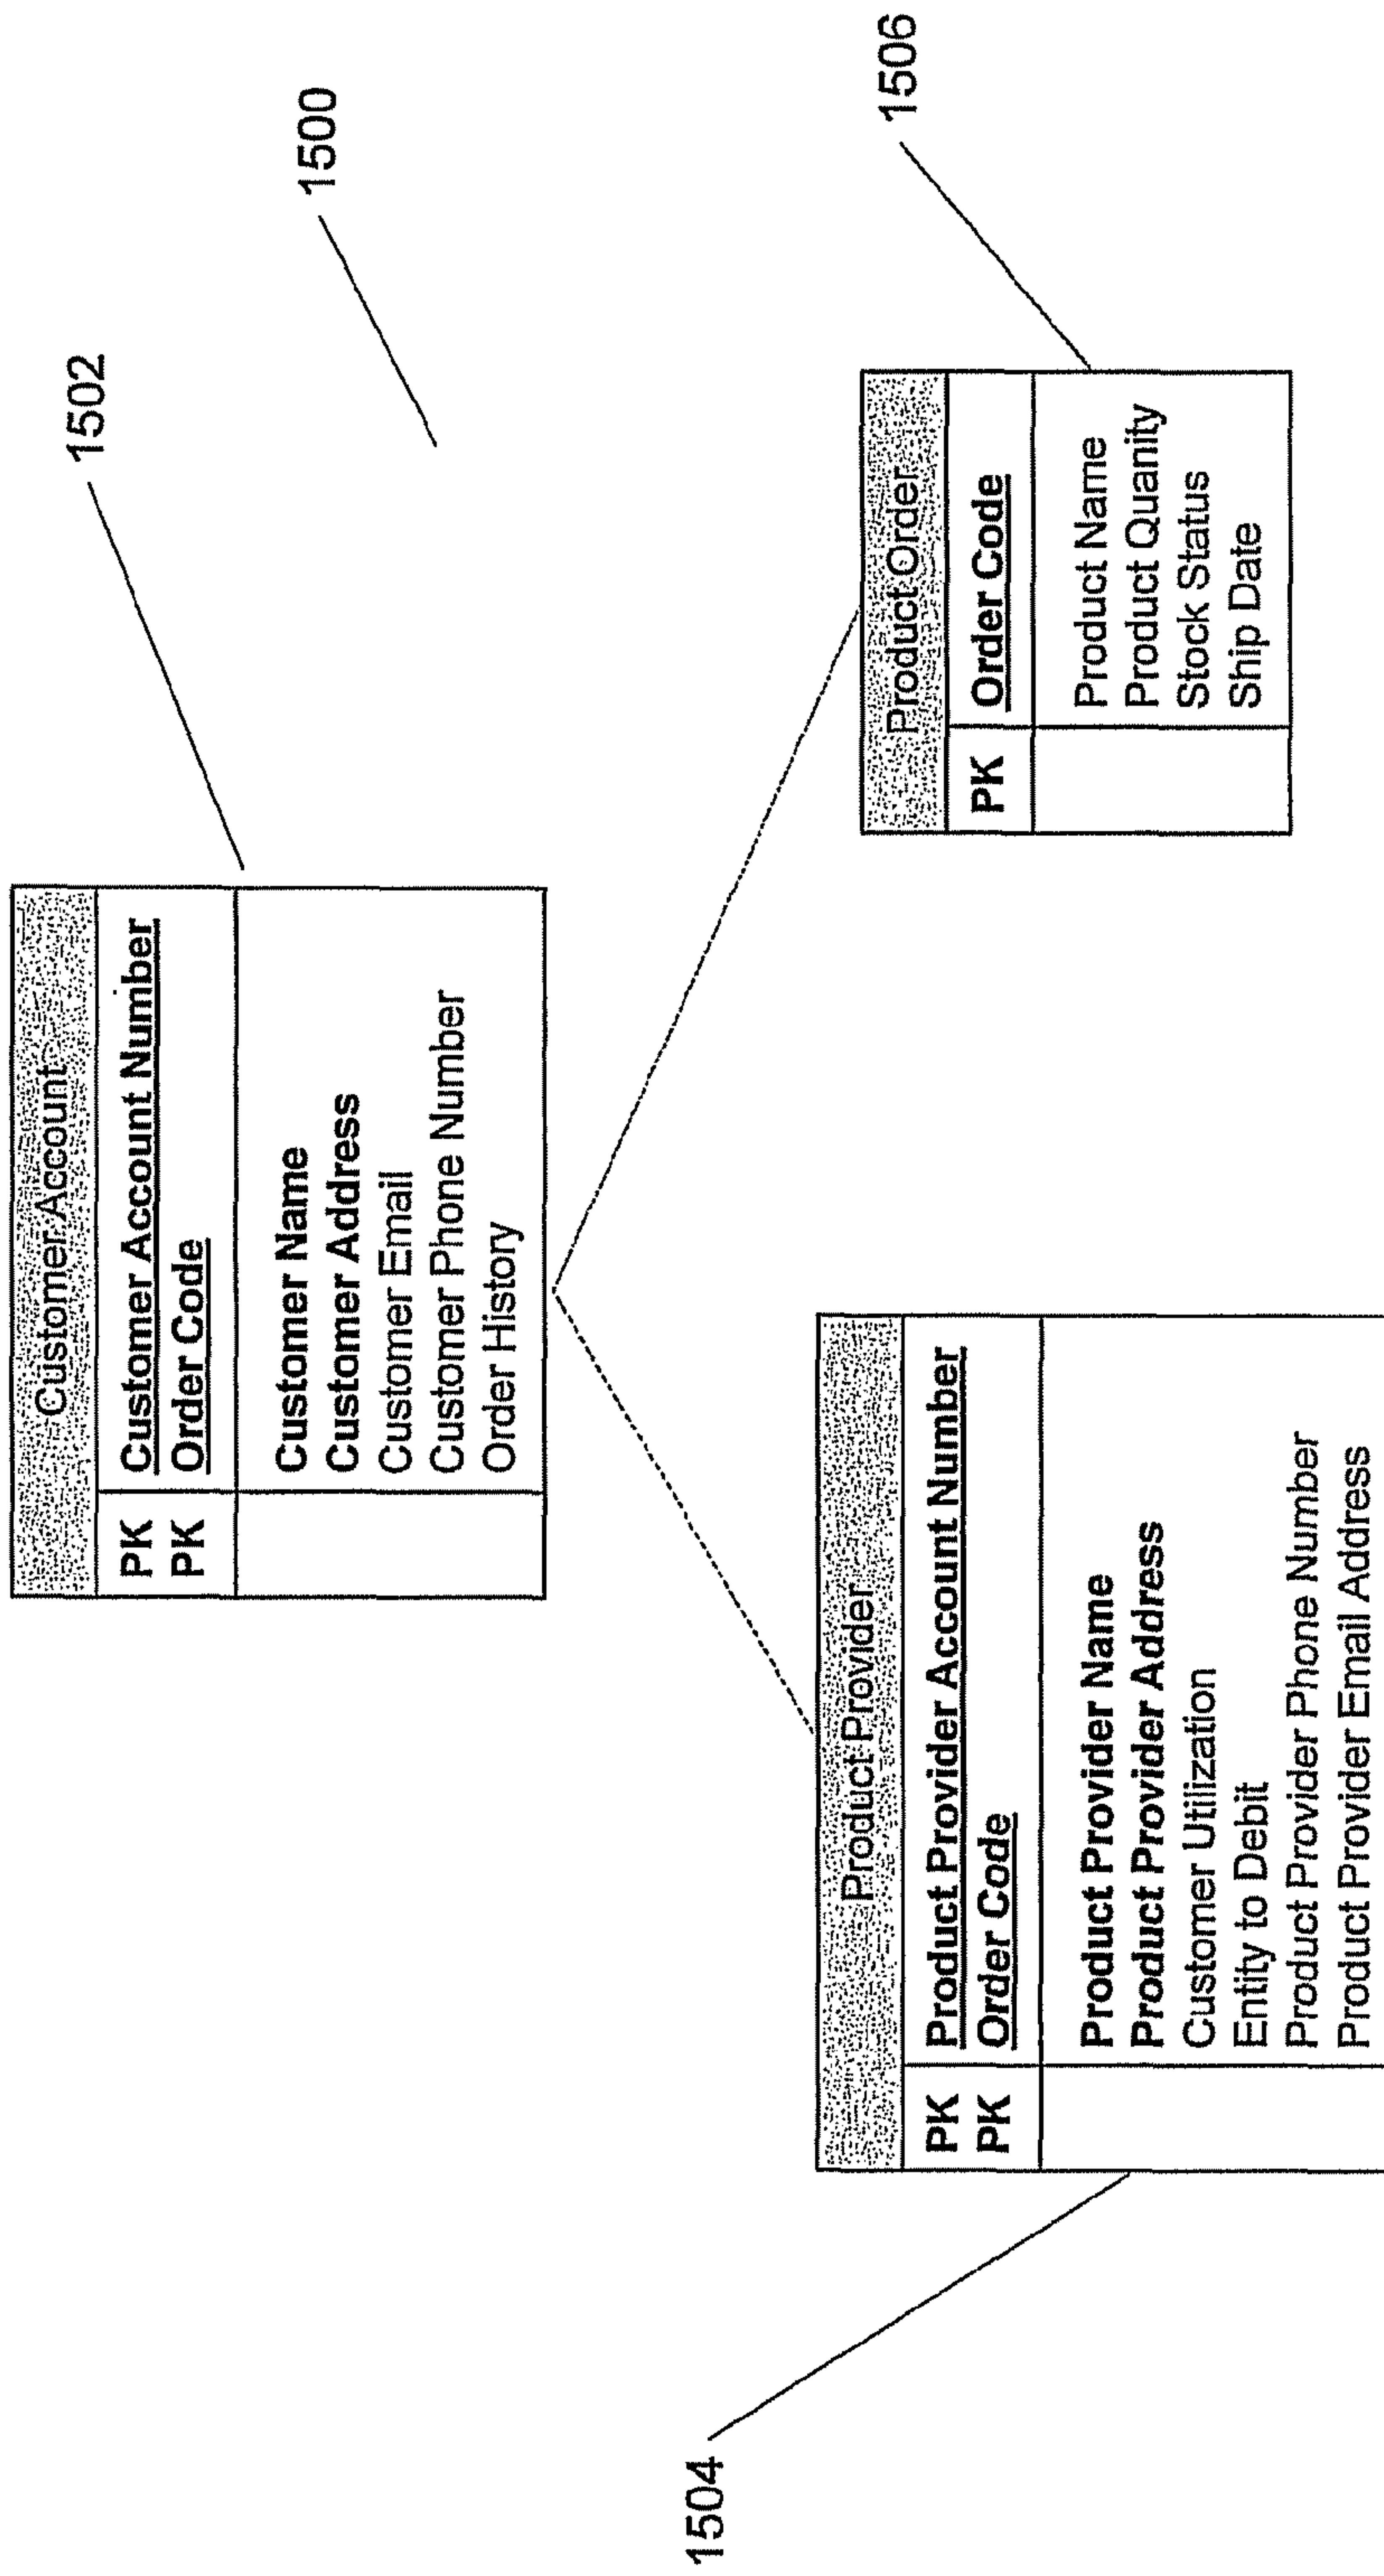 1502
1500
Customer Account
PK Customer Account Number
PK Order Code
Customer Name
Customer Address
Customer Email
Customer Phone Number
Order History
1504
Product Provider
PK Product Provider Account Number
PK Order Code
Product Provider Name
Product Provider Address
Customer Utilization
Entity to Debit
Product Provider Phone Number
Product Provider Email Address
1506
Product Order
PK Order Code
Product Name
Product Quanity
Stock Status
Ship Date